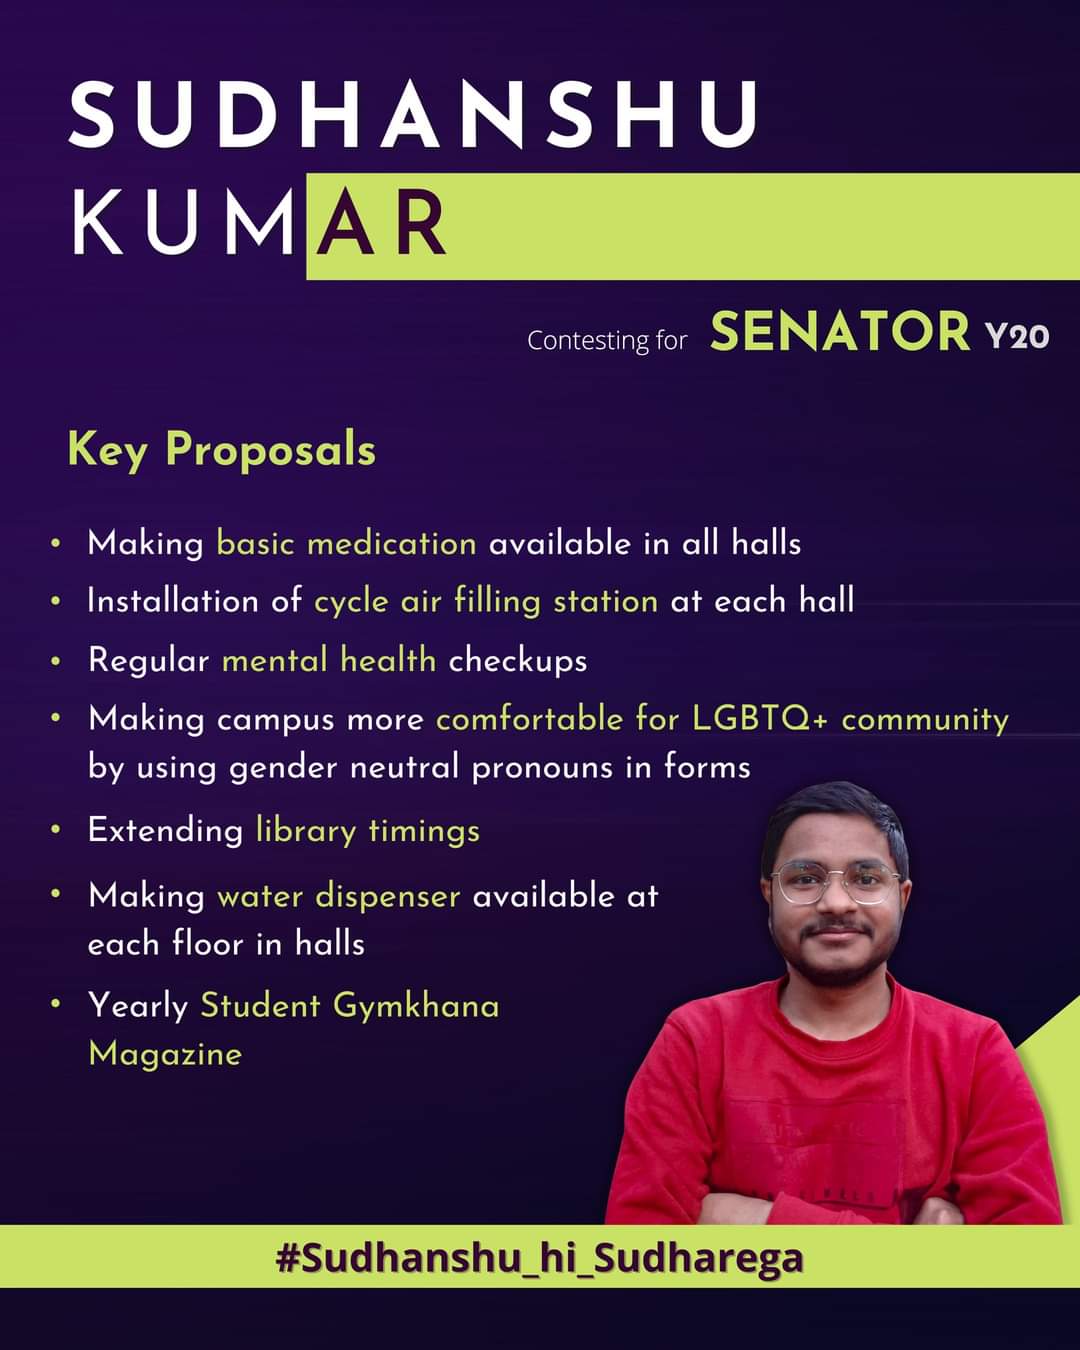 SUDHANSHU
KUMAR
Contesting for SENATOR Y20
Key Proposals
• Making basic medication available in all halls
• Installation of cycle air filling station at each hall
• Regular mental health checkups
• Making campus more comfortable for LGBTQ+ community
by using gender neutral pronouns in forms
• Extending library timings
• Making water dispenser available at
each floor in halls
• Yearly Student Gymkhana
Magazine
#Sudhanshu_hi_Sudharega